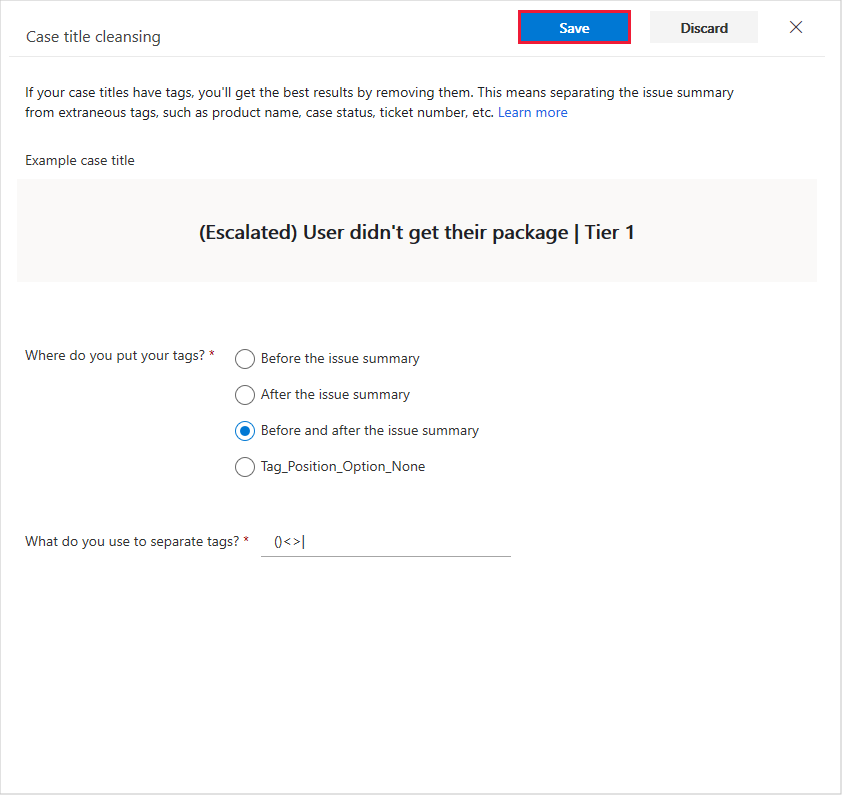 Case title cleansing
Save
Discard
If your case titles have tags, you'll get the best results by removing them. This means separating the issue summary
from extraneous tags, such as product name, case status, ticket number, etc. Learn more
Example case title
(Escalated) User didn't get their package | Tier 1
Where do you put your tags? *
Before the issue summary
After the issue summary
Before and after the issue summary
Tag_Position_Option_None
What do you use to separate tags? *
()<>|